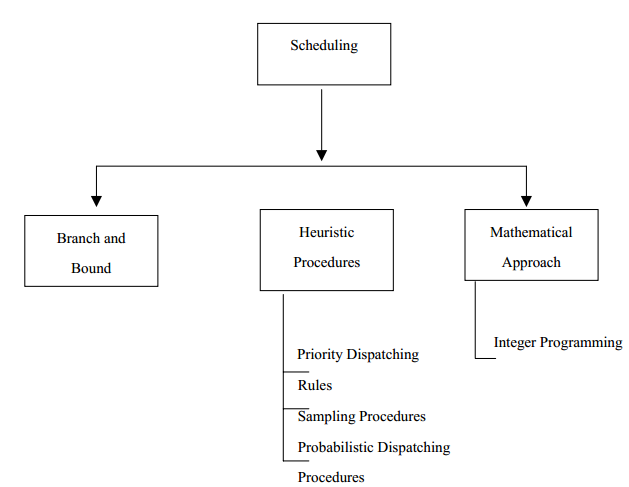 Scheduling
Branch and
Bound
Heuristic
Procedures
Mathematical
Approach
Priority Dispatching
Rules
Sampling Procedures
Probabilistic Dispatching
Procedures
Integer Programming